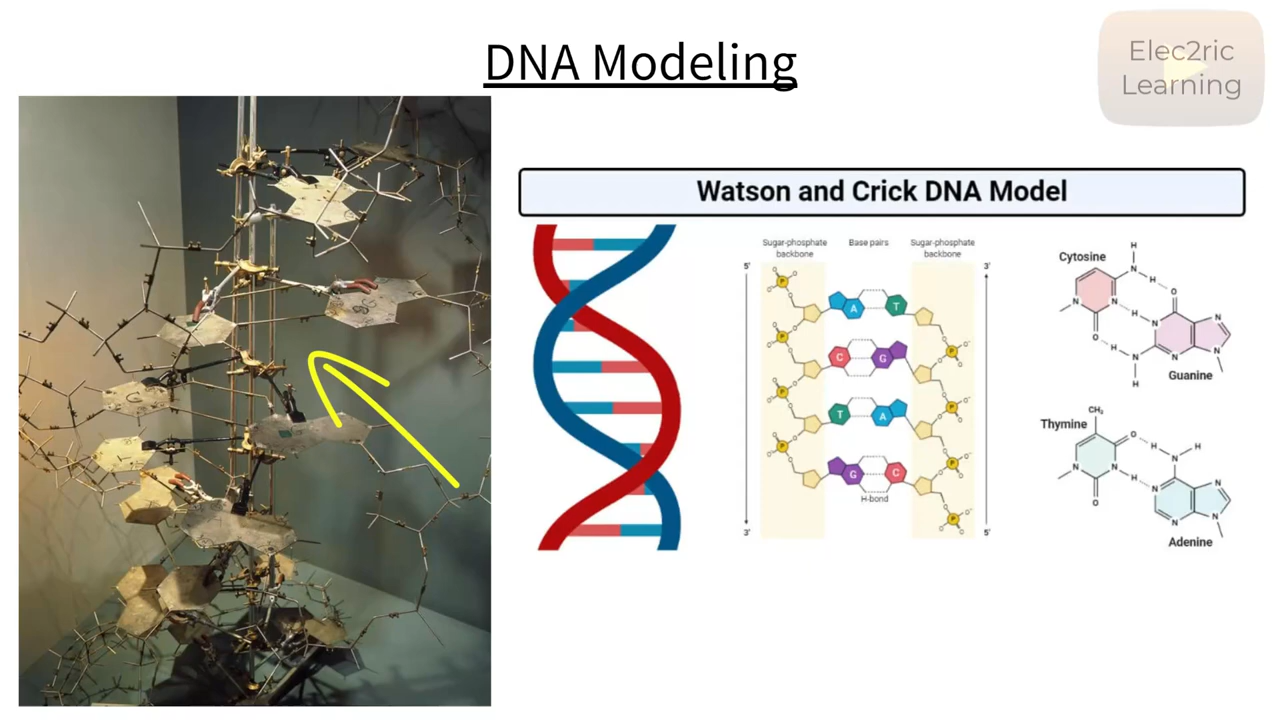 DNA Modeling
Elec2ric
Learning
Watson and Crick DNA Model
Sugar-phosphate
backbone
Base pairs
Sugar-phosphate
backbone
5'
3'
P
O
O⁻
A
T
P
P
C
G
P
T
A
P
P
P
G
C
P
H-bond
P
O⁻
3'
5'
Cytosine
H
N
H
H
O
N
N
H
N
N
O
H
N
N
N
H
Guanine
Thymine
CH₃
O
H
N
H
N
N
H
N
N
O
N
N
Adenine